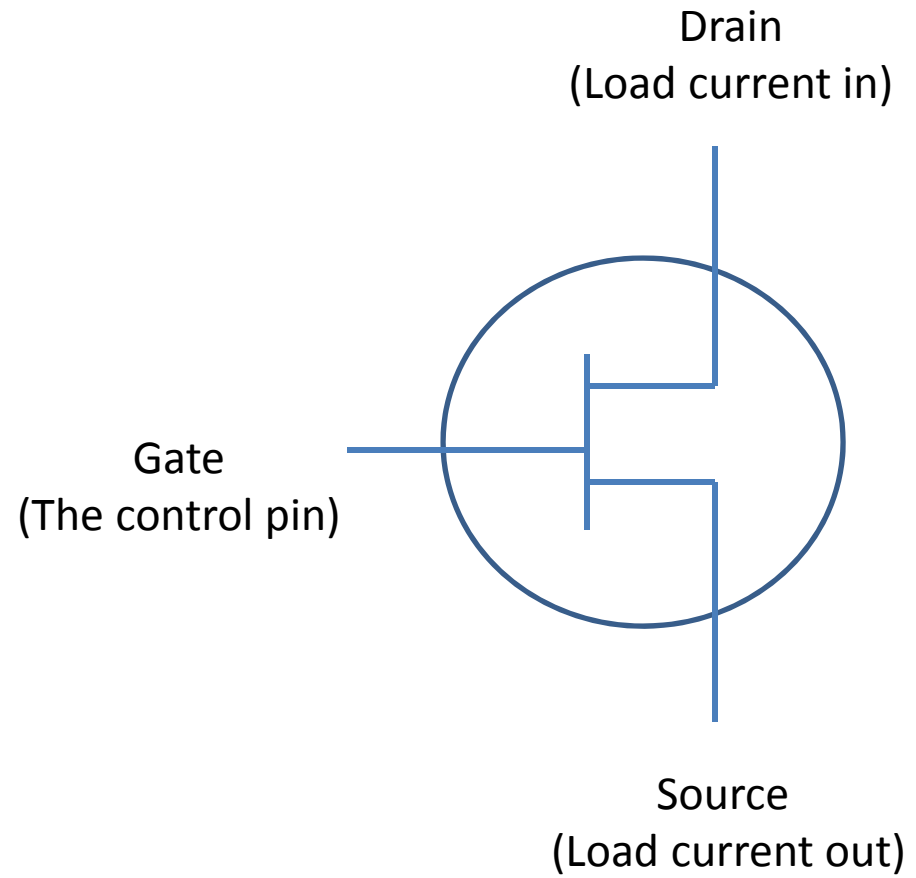 Drain
(Load current in)
Gate
(The control pin)
Source
(Load current out)